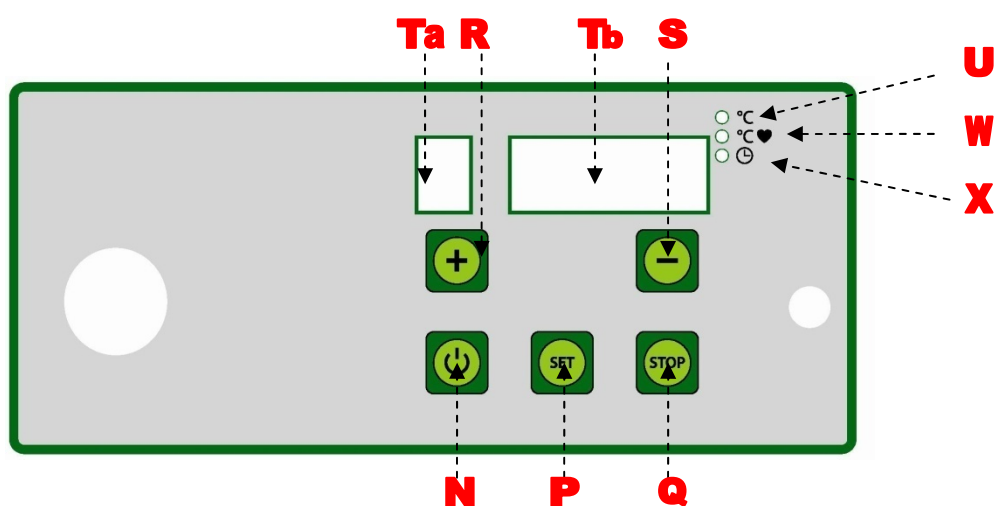 Ta R Tb S
U
℃
W
℃♥
X
+ −
SET STOP
N P Q